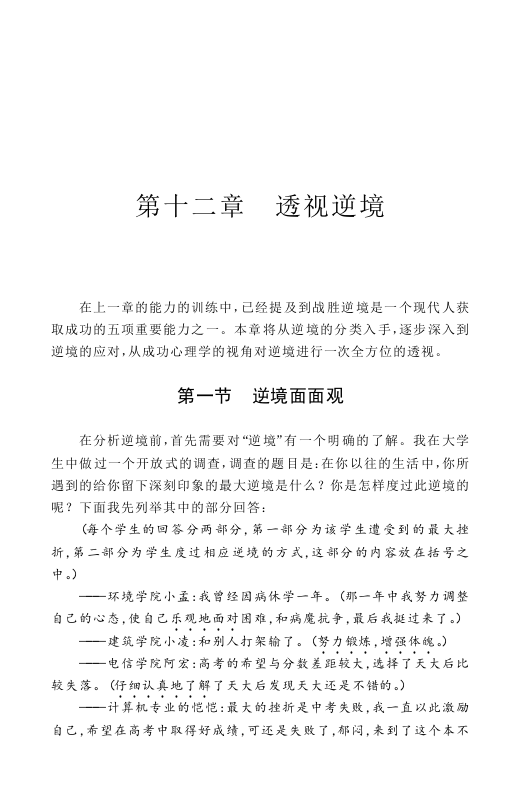 第十二章　透视逆境
在上一章的能力的训练中，已经提及到战胜逆境是一个现代人获
取成功的五项重要能力之一。本章将从逆境的分类入手，逐步深入到
逆境的应对，从成功心理学的视角对逆境进行一次全方位的透视。
第一节　逆境面面观
在分析逆境前，首先需要对“逆境”有一个明确的了解。我在大学
生中做过一个开放式的调查，调查的题目是：在你以往的生活中，你所
遇到的给你留下深刻印象的最大逆境是什么？你是怎样度过此逆境的
呢？下面我先列举其中的部分回答：
（每个学生的回答分两部分，第一部分为该学生遭受到的最大挫
折，第二部分为学生度过相应逆境的方式，这部分的内容放在括号之
中。）
——环境学院小孟：我曾经因病休学一年。（那一年中我努力调整
自己的心态，使自己乐观地面对困难，和病魔抗争，最后我挺过来了。）
——建筑学院小凌：和别人打架输了。（努力锻炼，增强体魄。）
——电信学院阿宏：高考的希望与分数差距较大，选择了天大后比
较失落。（仔细认真地了解了天大后发现天大还是不错的。）
——计算机专业的恺恺：最大的挫折是中考失败，我一直以此激励
自己，希望在高考中取得好成绩，可还是失败了，郁闷，来到了这个本不